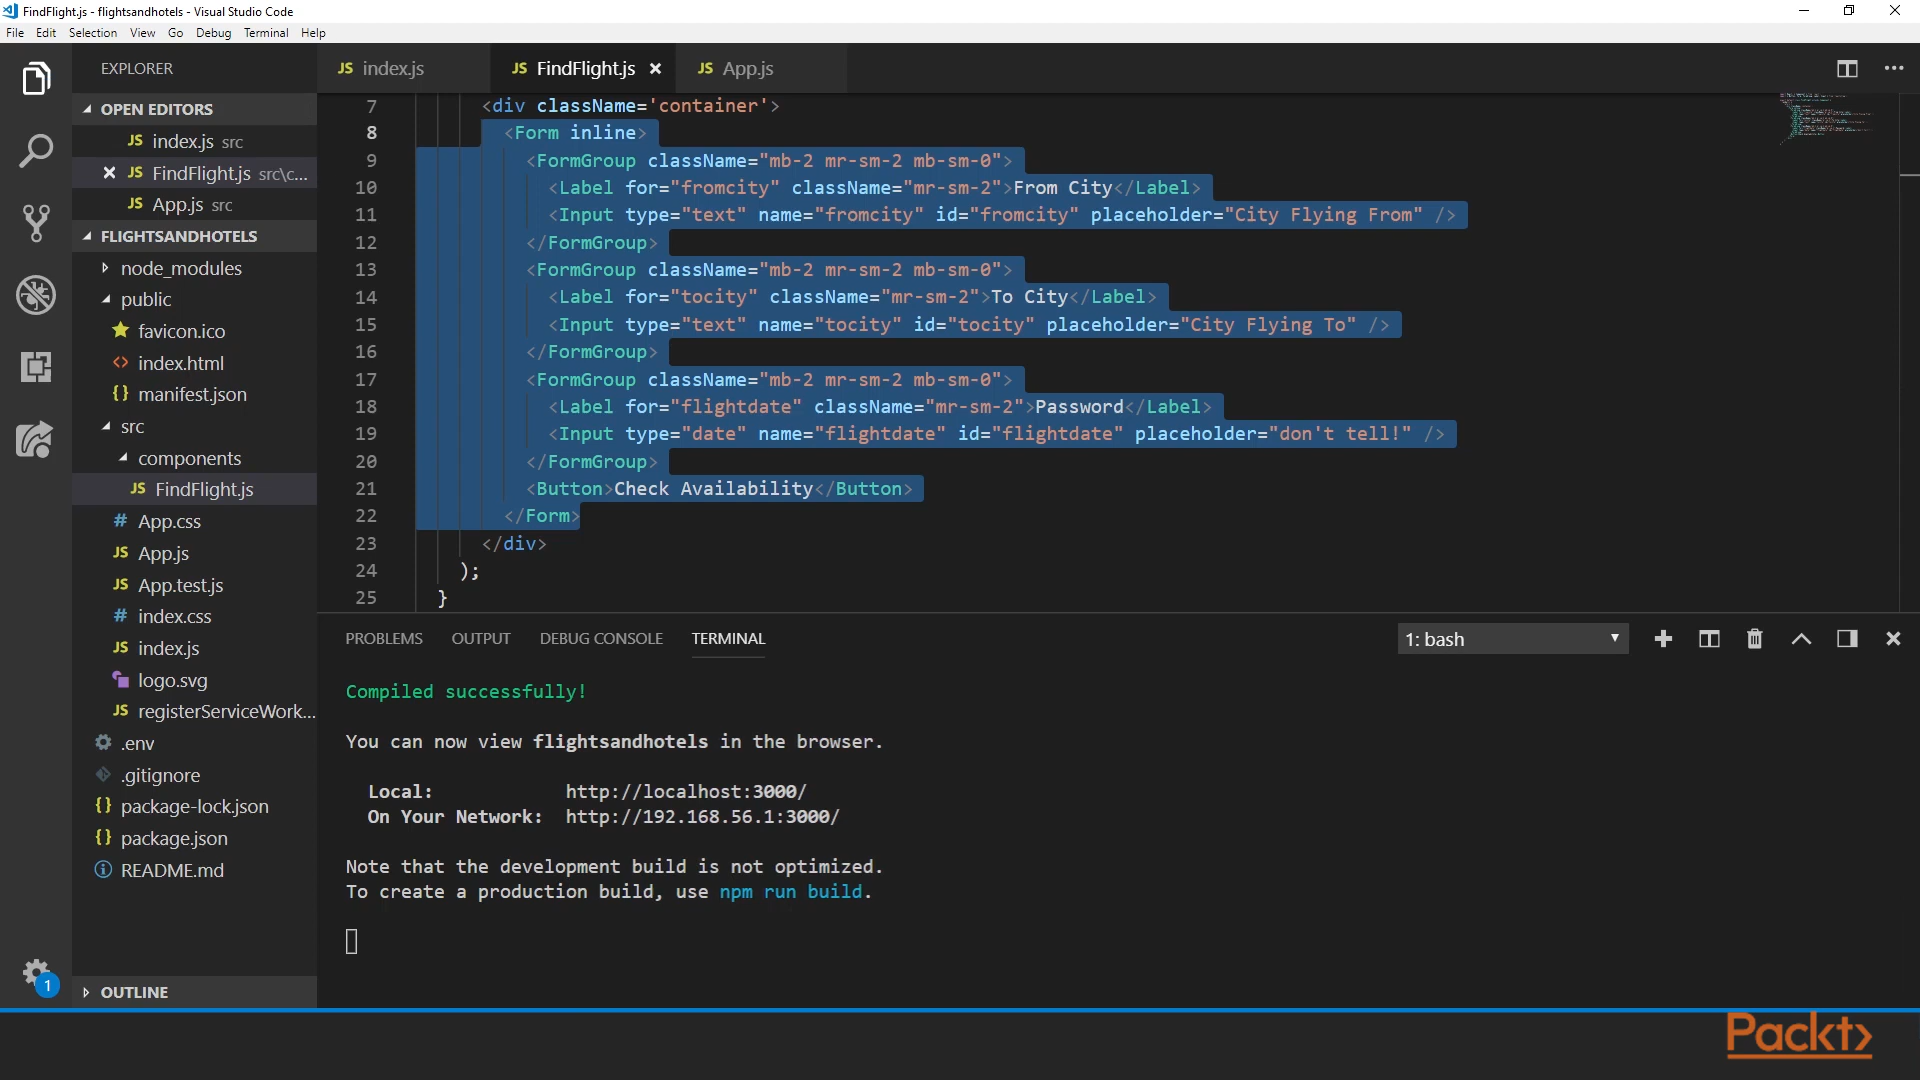 FindFlight.js - flightsandhotels - Visual Studio Code
File Edit Selection View Go Debug Terminal Help
EXPLORER
OPEN EDITORS
JS index.js src
JS FindFlight.js src\c...
JS App.js src
FLIGHTSANDHOTELS
node_modules
public
favicon.ico
<> index.html
{} manifest.json
src
components
JS FindFlight.js
# App.css
JS App.js
JS App.test.js
# index.css
JS index.js
logo.svg
JS registerServiceWork...
.env
.gitignore
{} package-lock.json
{} package.json
README.md
1
OUTLINE
JS index.js
JS FindFlight.js
JS App.js
7 <div className='container'>
8 <Form inline>
9 <FormGroup className="mb-2 mr-sm-2 mb-sm-0">
10 <Label for="fromcity" className="mr-sm-2">From City</Label>
11 <Input type="text" name="fromcity" id="fromcity" placeholder="City Flying From" />
12 </FormGroup>
13 <FormGroup className="mb-2 mr-sm-2 mb-sm-0">
14 <Label for="tocity" className="mr-sm-2">To City</Label>
15 <Input type="text" name="tocity" id="tocity" placeholder="City Flying To" />
16 </FormGroup>
17 <FormGroup className="mb-2 mr-sm-2 mb-sm-0">
18 <Label for="flightdate" className="mr-sm-2">Password</Label>
19 <Input type="date" name="flightdate" id="flightdate" placeholder="don't tell!" />
20 </FormGroup>
21 <Button>Check Availability</Button>
22 </Form>
23 </div>
24 );
25 }
PROBLEMS OUTPUT DEBUG CONSOLE TERMINAL
1: bash
Compiled successfully!
You can now view flightsandhotels in the browser.
Local: http://localhost:3000/
On Your Network: http://192.168.56.1:3000/
Note that the development build is not optimized.
To create a production build, use npm run build.
Packt>